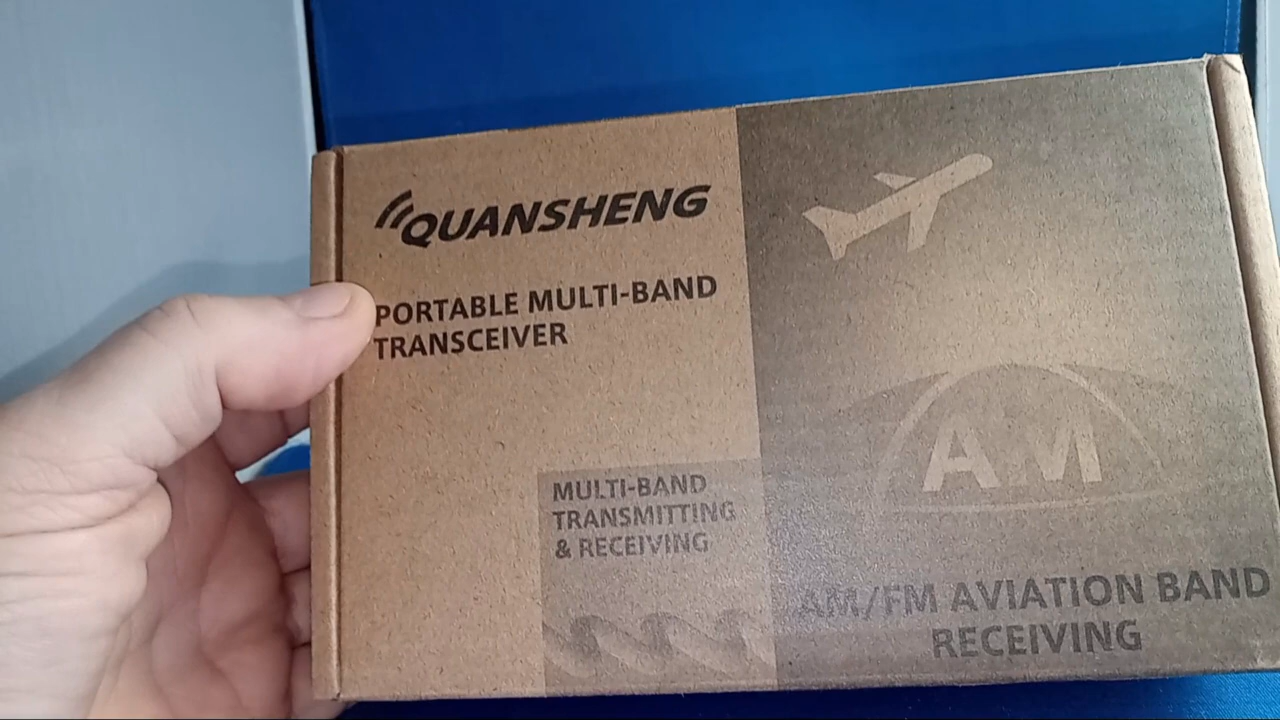 QUANSHENG
PORTABLE MULTI-BAND
TRANSCEIVER
MULTI-BAND
TRANSMITTING
& RECEIVING
AM
AM/FM AVIATION BAND
RECEIVING